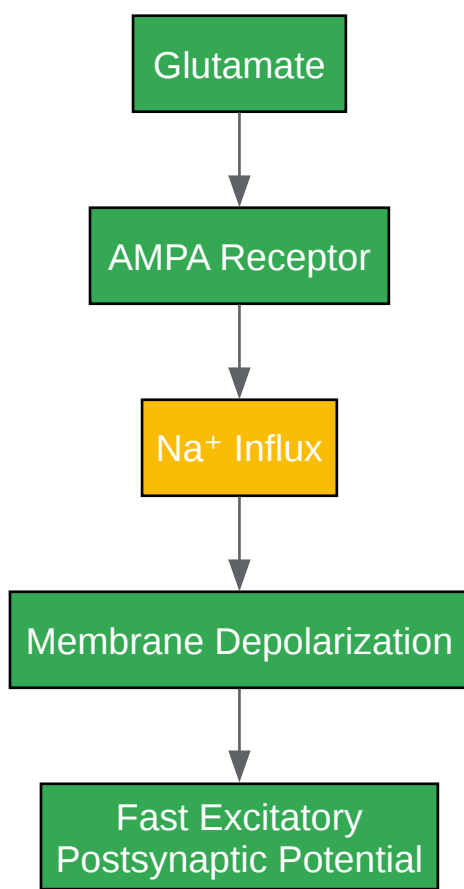 Glutamate
AMPA Receptor
Na⁺ Influx
Membrane Depolarization
Fast Excitatory
Postsynaptic Potential